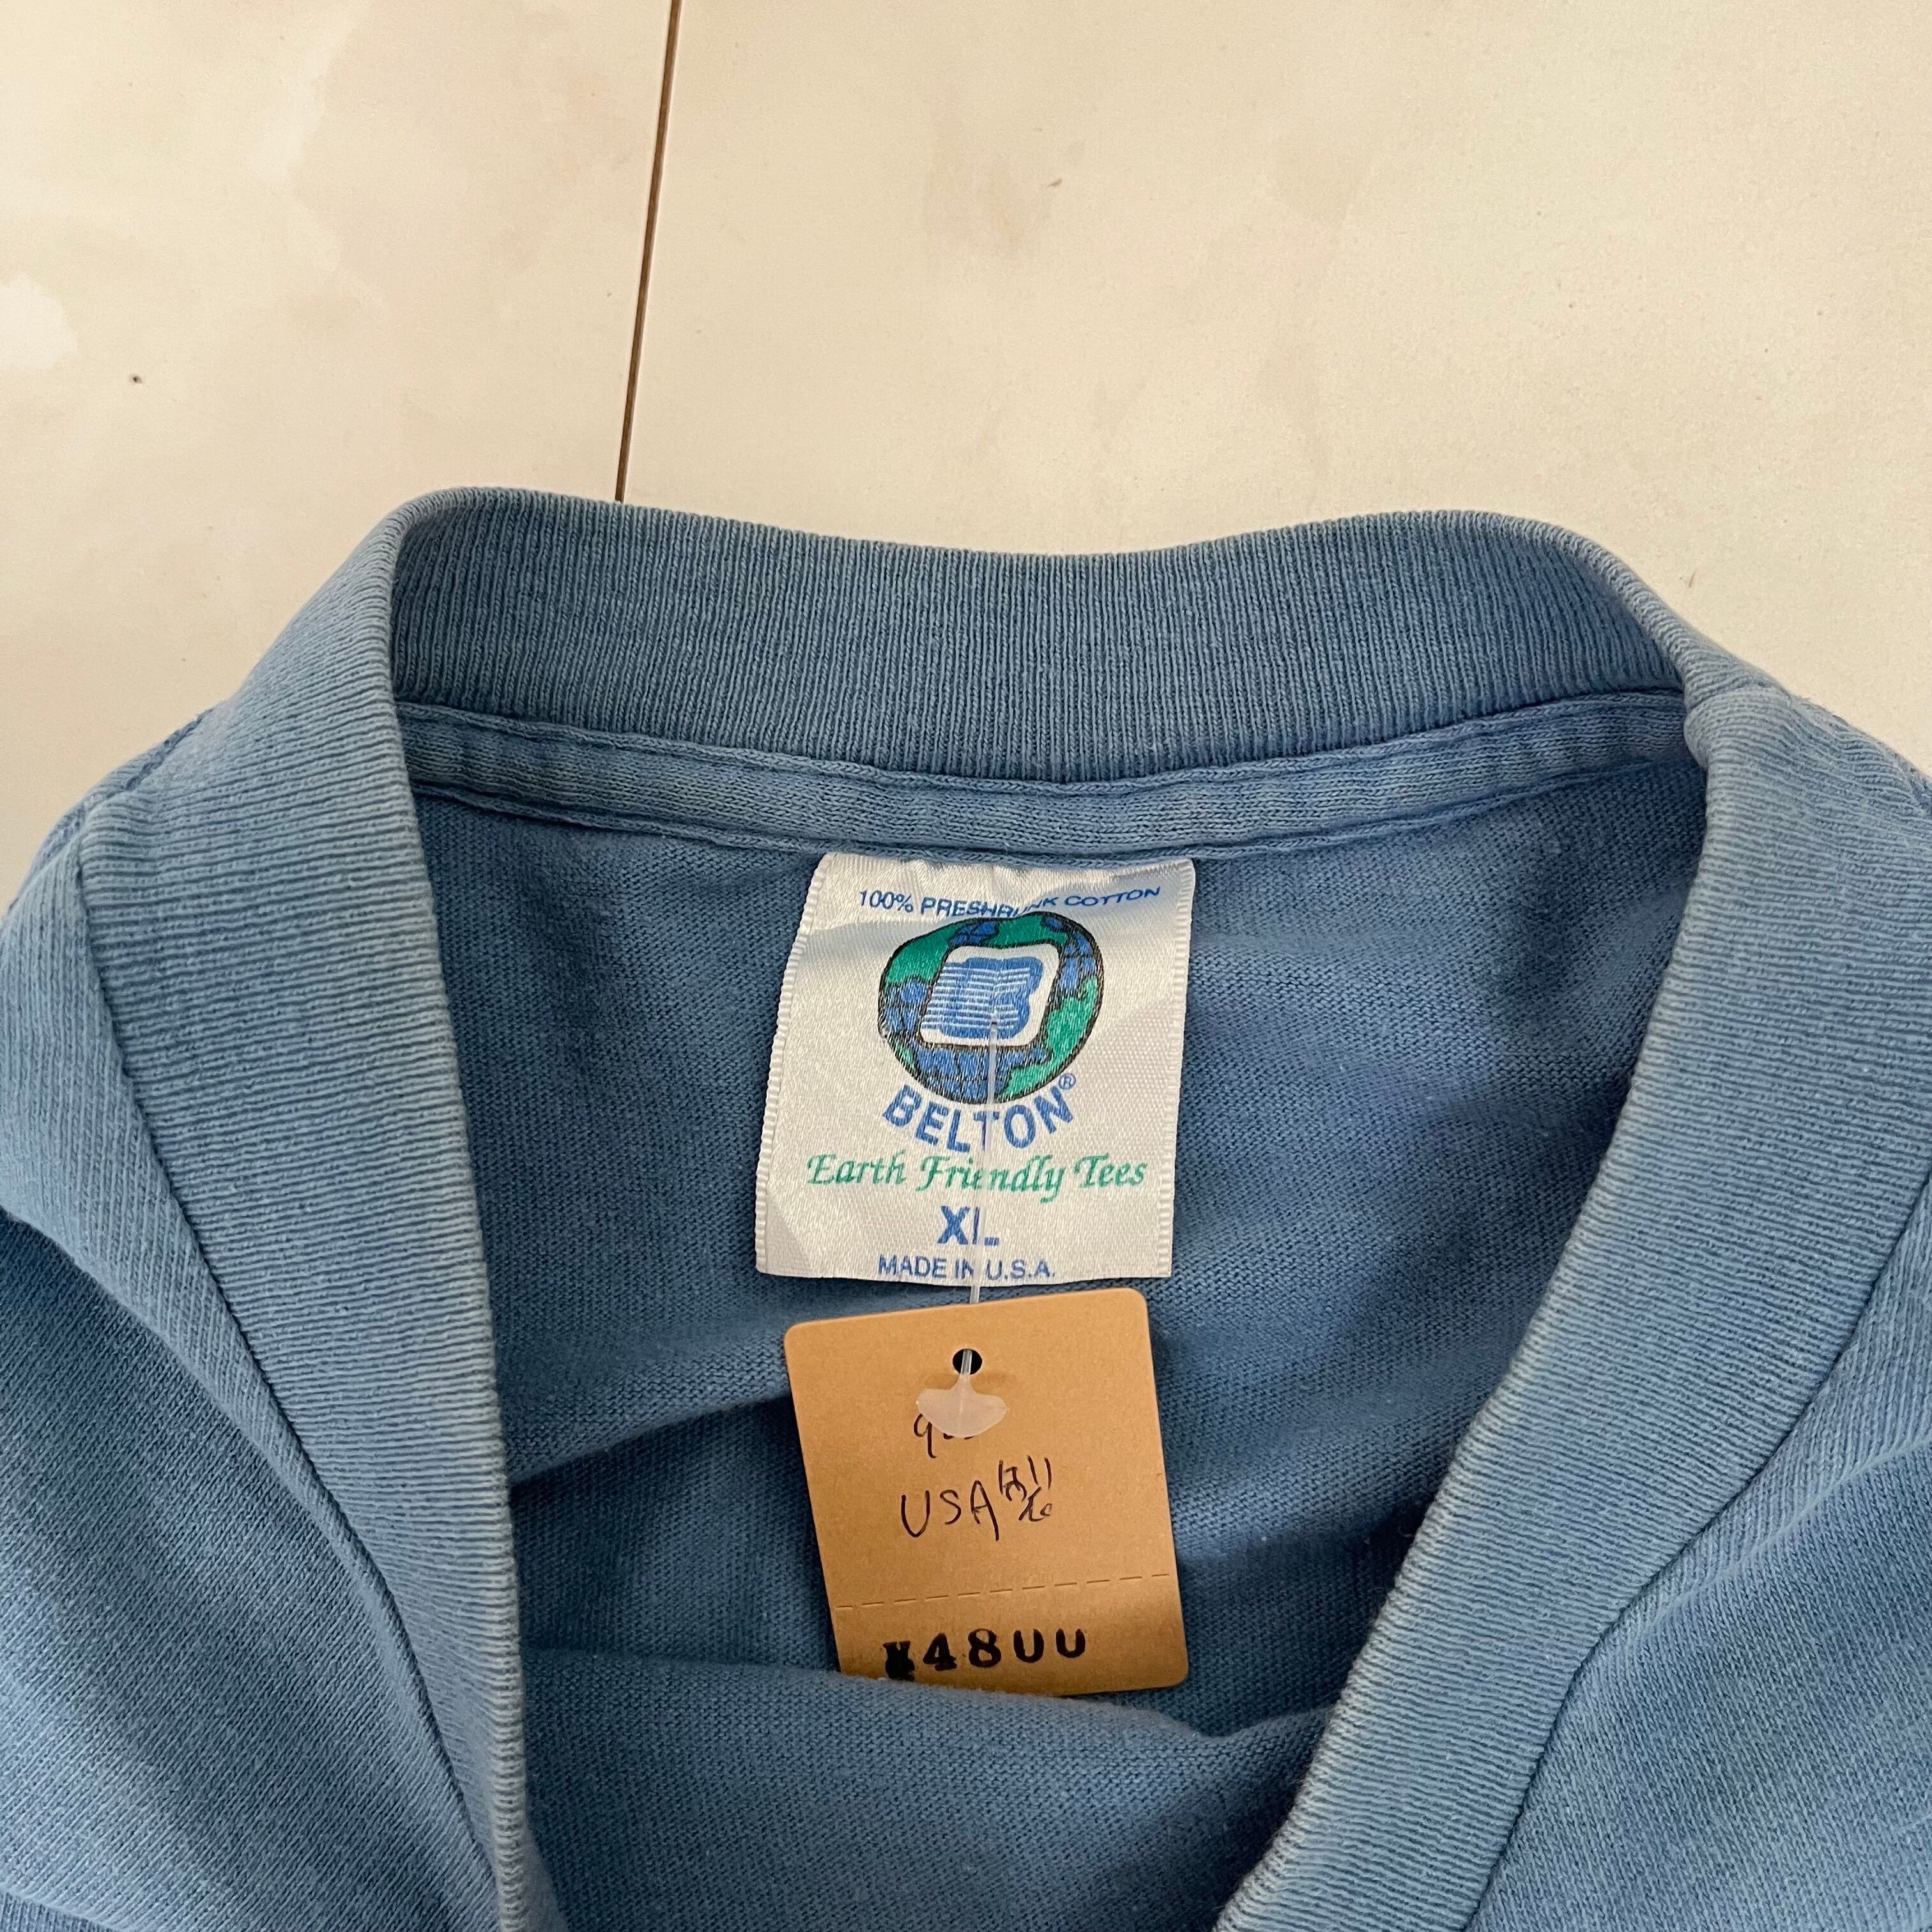 100% PRESHRUNK COTTON
B
BELTON®
Earth Friendly Tees
XL
MADE IN U.S.A.
USA
¥4800